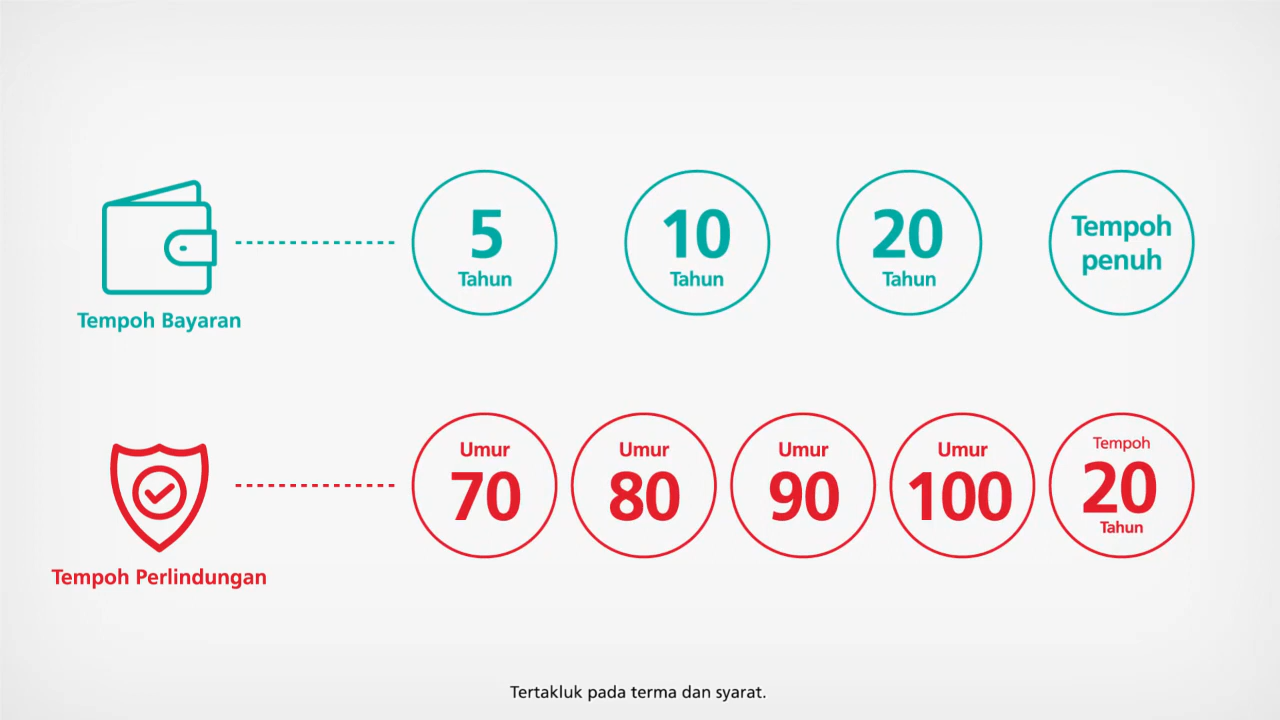 5
Tahun
10
Tahun
20
Tahun
Tempoh
penuh
Tempoh Bayaran
Umur
70
Umur
80
Umur
90
Umur
100
Tempoh
20
Tahun
Tempoh Perlindungan
Tertakluk pada terma dan syarat.